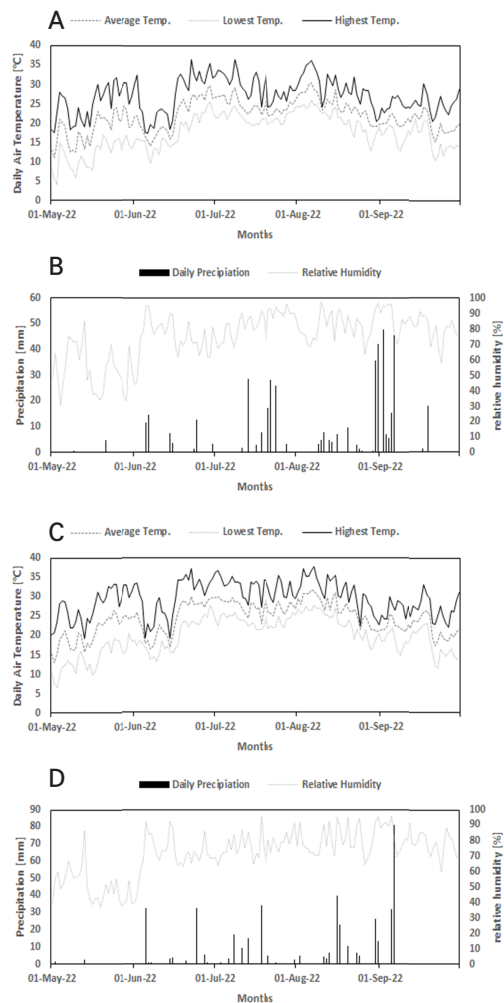 A
Average Temp. Lowest Temp. Highest Temp.
Daily Air Temperature [°C]
40
35
30
25
20
15
10
5
0
01-May-22 01-Jun-22 01-Jul-22 01-Aug-22 01-Sep-22
Months
B
Daily Precipiation Relative Humidity
Precipitation [mm]
60
50
40
30
20
10
0
100
90
80
70
60
50
40
30
20
10
0
relative humidity [%]
01-May-22 01-Jun-22 01-Jul-22 01-Aug-22 01-Sep-22
Months
C
Average Temp. Lowest Temp. Highest Temp.
Daily Air Temperature [°C]
40
35
30
25
20
15
10
5
0
01-May-22 01-Jun-22 01-Jul-22 01-Aug-22 01-Sep-22
Months
D
Daily Precipiation Relative Humidity
Precipitation [mm]
90
80
70
60
50
40
30
20
10
0
100
90
80
70
60
50
40
30
20
10
0
relative humidity [%]
01-May-22 01-Jun-22 01-Jul-22 01-Aug-22 01-Sep-22
Months